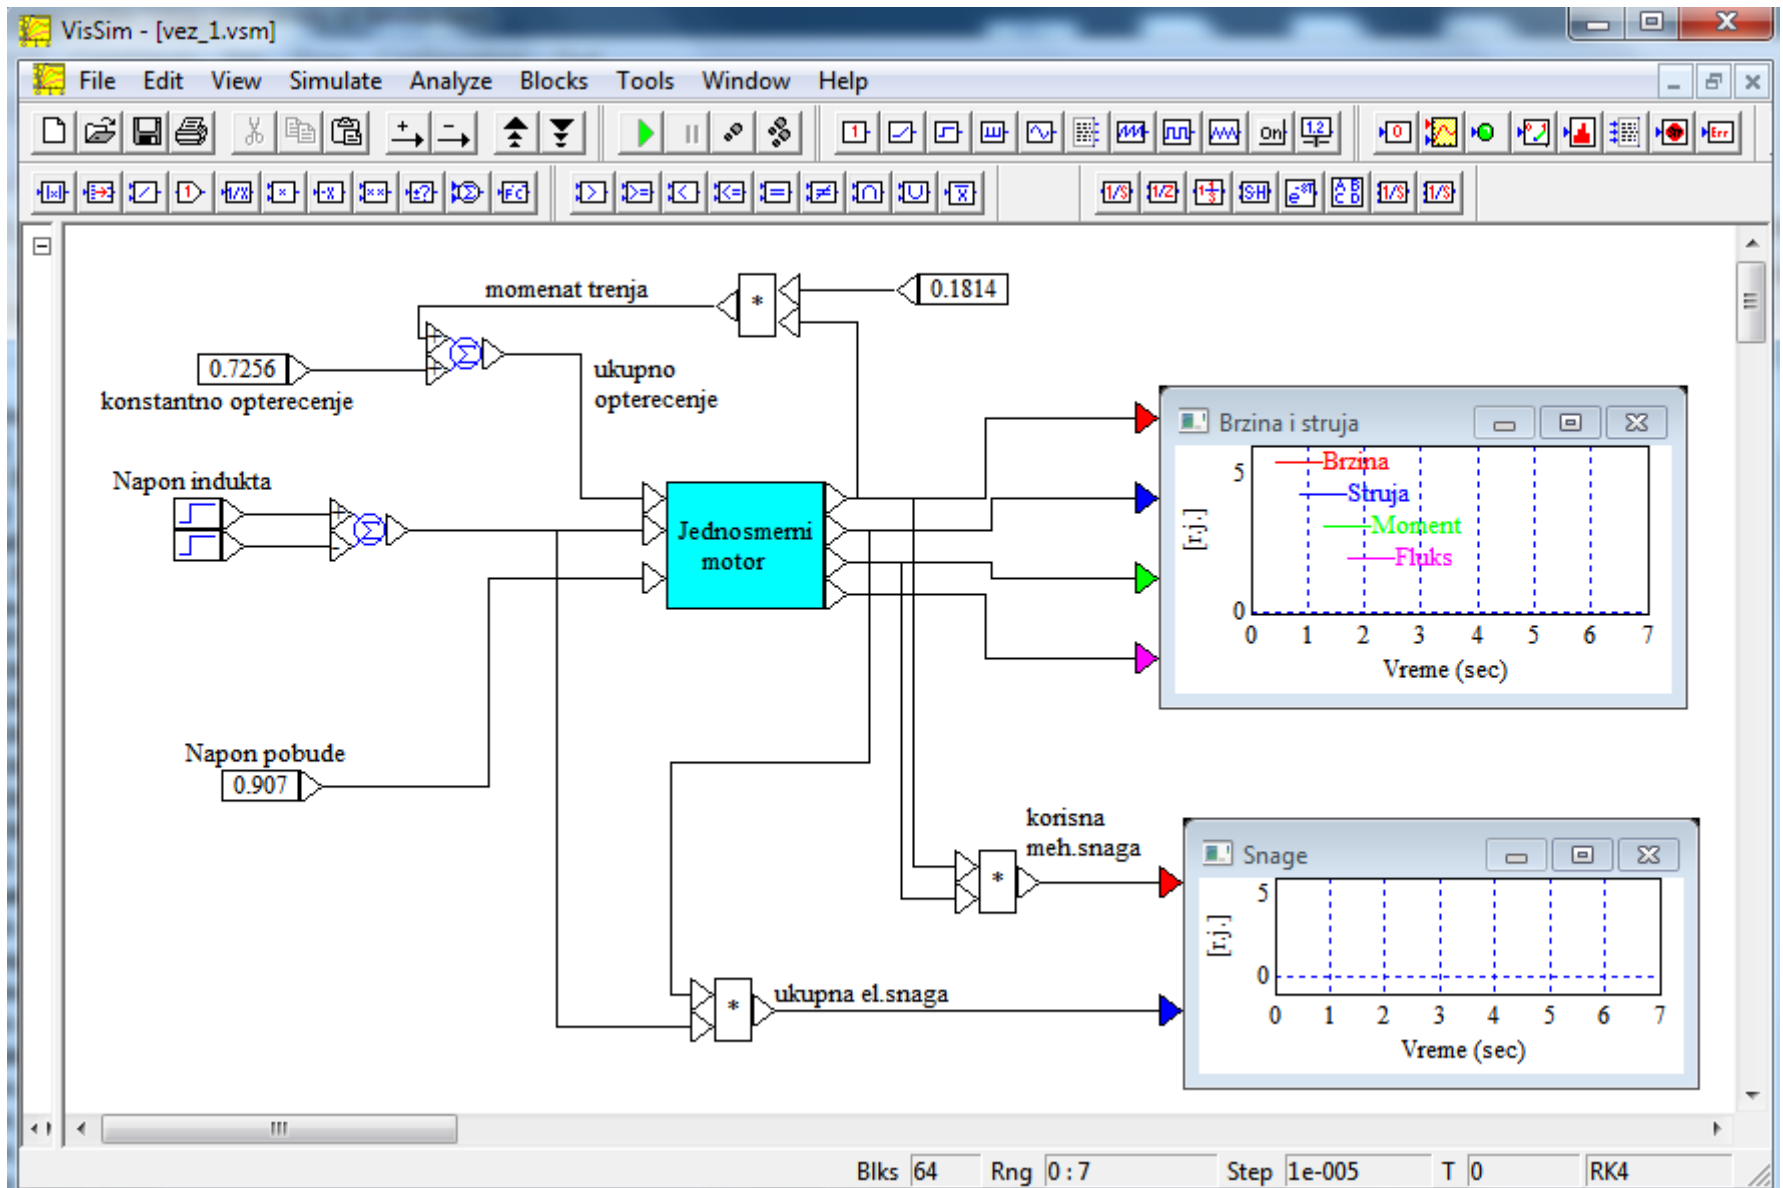 VisSim - [vez_1.vsm]
File Edit View Simulate Analyze Blocks Tools Window Help
momenat trenja
*
0.1814
0.7256
konstantno opterecenje
ukupno
opterecenje
Napon indukta
Jednosmerni
motor
Napon pobude
0.907
Brzina i struja
Brzina
Struja
Moment
Fluks
5
0
[r.j.]
0 1 2 3 4 5 6 7
Vreme (sec)
korisna
meh.snaga
*
Snage
5
0
[r.j.]
0 1 2 3 4 5 6 7
Vreme (sec)
*
ukupna el.snaga
Blks 64 Rng 0 : 7 Step 1e-005 T 0 RK4